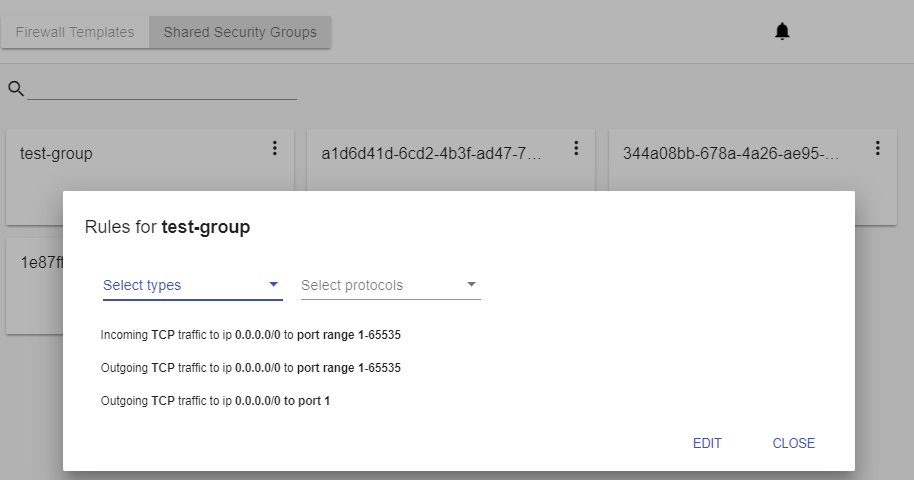 Firewall Templates Shared Security Groups
test-group a1d6d41d-6cd2-4b3f-ad47-7... 344a08bb-678a-4a26-ae95-...
Rules for test-group
1e87ff
Select types Select protocols
Incoming TCP traffic to ip 0.0.0.0/0 to port range 1-65535
Outgoing TCP traffic to ip 0.0.0.0/0 to port range 1-65535
Outgoing TCP traffic to ip 0.0.0.0/0 to port 1
EDIT CLOSE